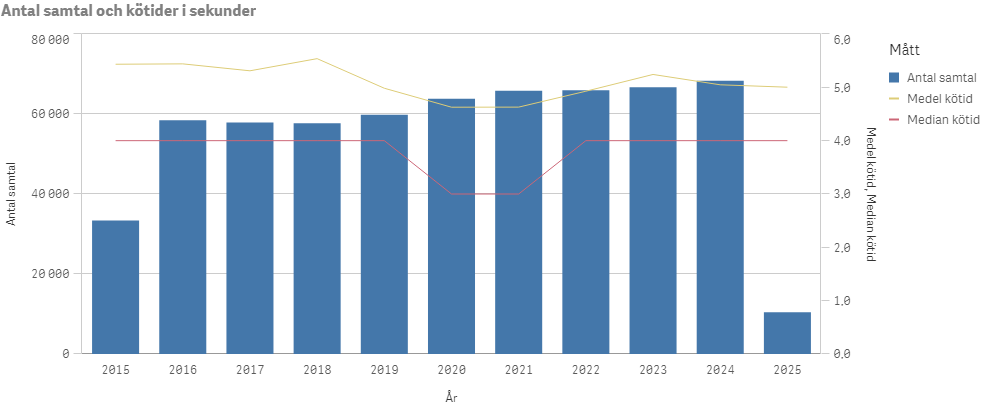 Antal samtal och kötider i sekunder
80 000
60 000
40 000
20 000
0
Antal samtal
6,0
5,0
4,0
3,0
2,0
1,0
0,0
Medel kötid, Median kötid
2015 2016 2017 2018 2019 2020 2021 2022 2023 2024 2025
År
Mått
Antal samtal
Medel kötid
Median kötid